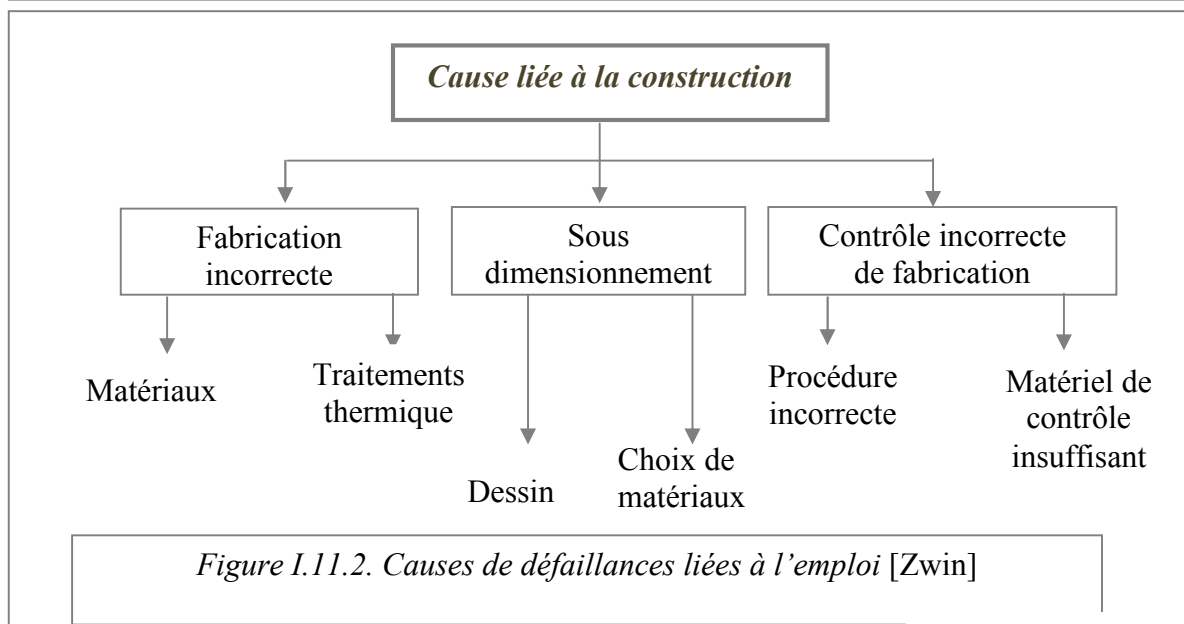 Cause liée à la construction
Fabrication
incorrecte
Sous
dimensionnement
Contrôle incorrecte
de fabrication
Matériaux
Traitements
thermique
Dessin
Choix de
matériaux
Procédure
incorrecte
Matériel de
contrôle
insuffisant
Figure I.11.2. Causes de défaillances liées à l’emploi [Zwin]